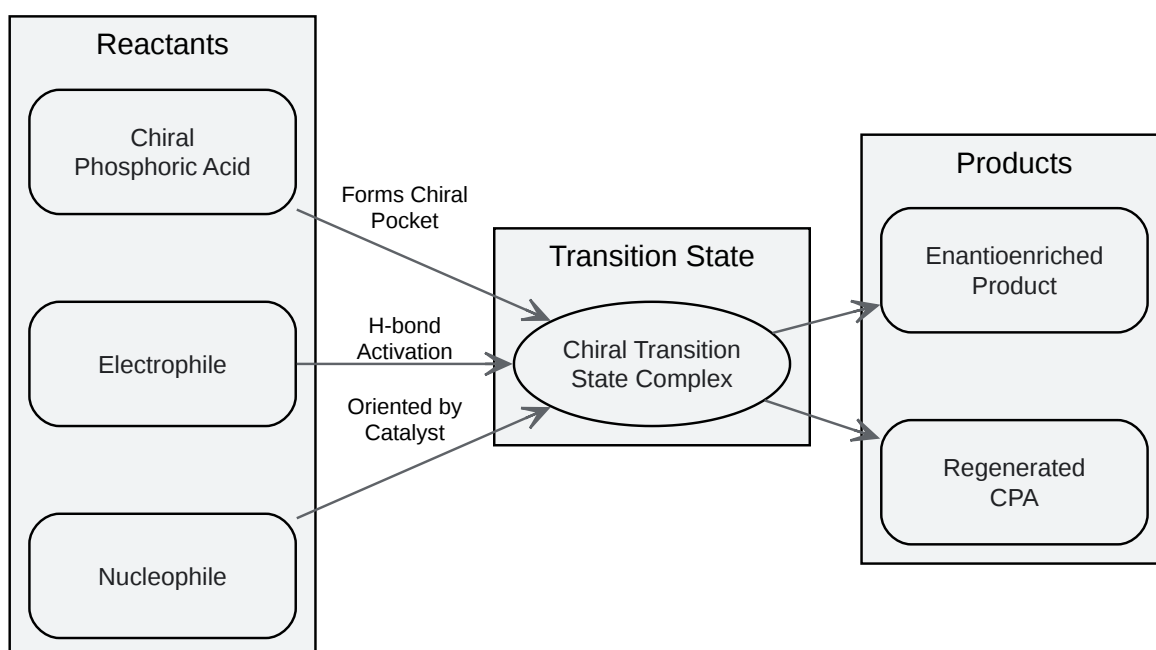 Reactants
Chiral
Phosphoric Acid
Electrophile
Nucleophile
Forms Chiral
Pocket
H-bond
Activation
Oriented by
Catalyst
Transition State
Chiral Transition
State Complex
Products
Enantioenriched
Product
Regenerated
CPA